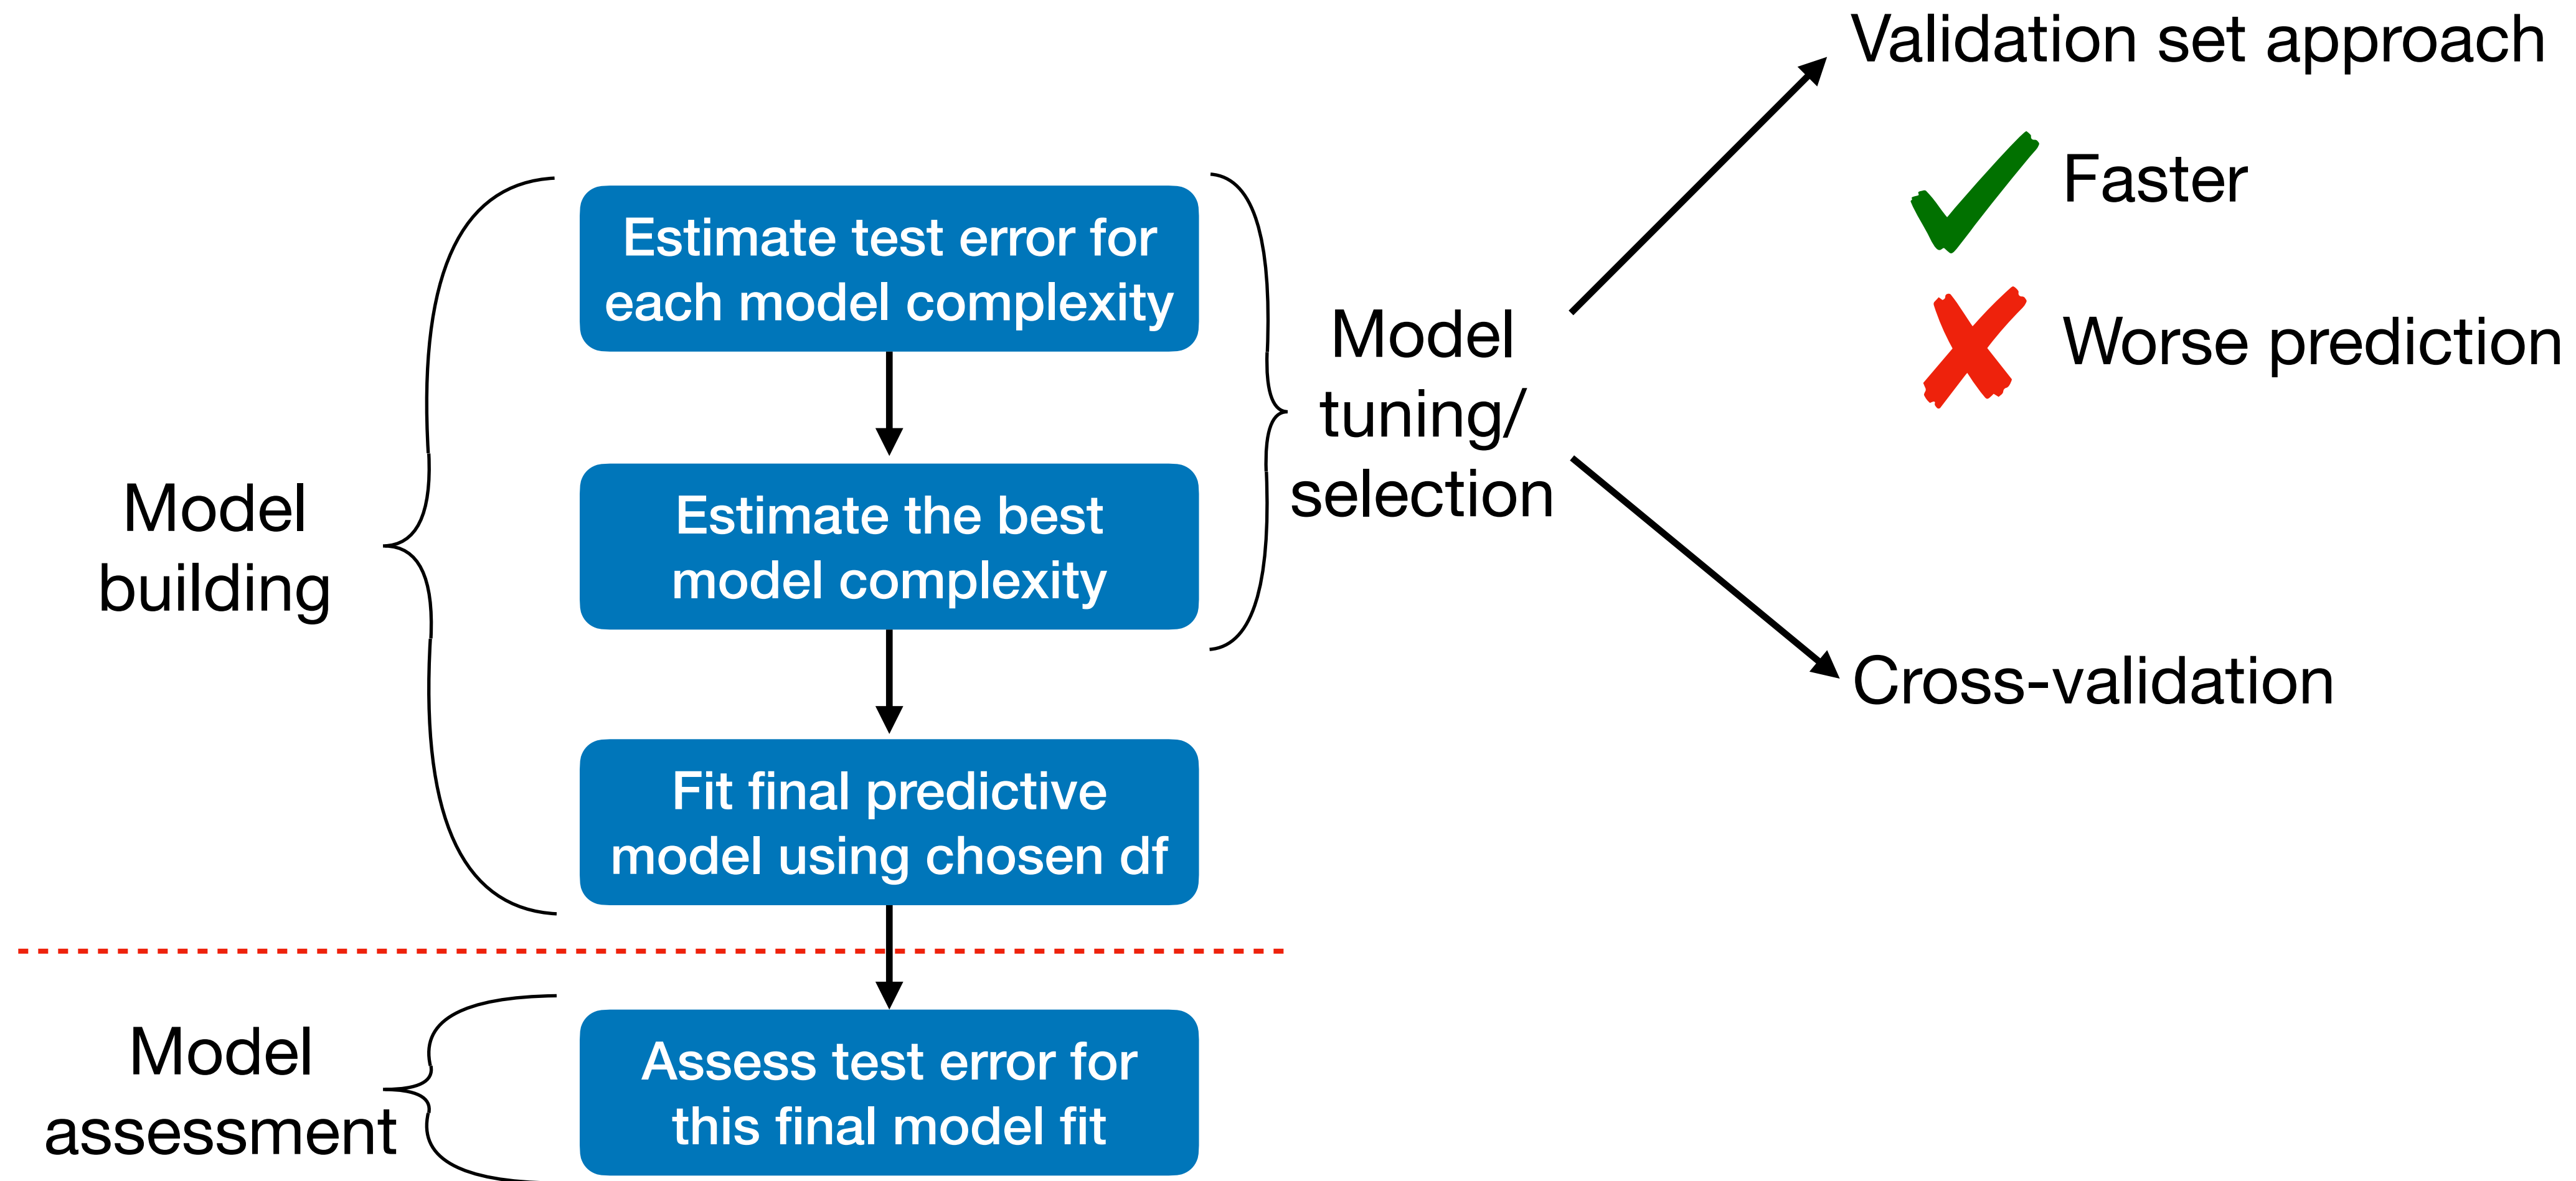 Validation set approach
Faster
Worse prediction
Estimate test error for
each model complexity
Model
tuning/
selection
Estimate the best
model complexity
Model
building
Cross-validation
Fit final predictive
model using chosen df
Model
assessment
Assess test error for
this final model fit